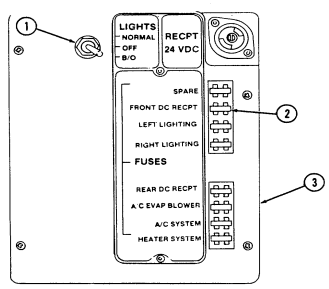 1
LIGHTS
NORMAL
OFF
B/O
RECPT
24 VDC
SPARE
FRONT DC RECPT
LEFT LIGHTING
RIGHT LIGHTING
FUSES
REAR DC RECPT
A/C EVAP BLOWER
A/C SYSTEM
HEATER SYSTEM
2
3